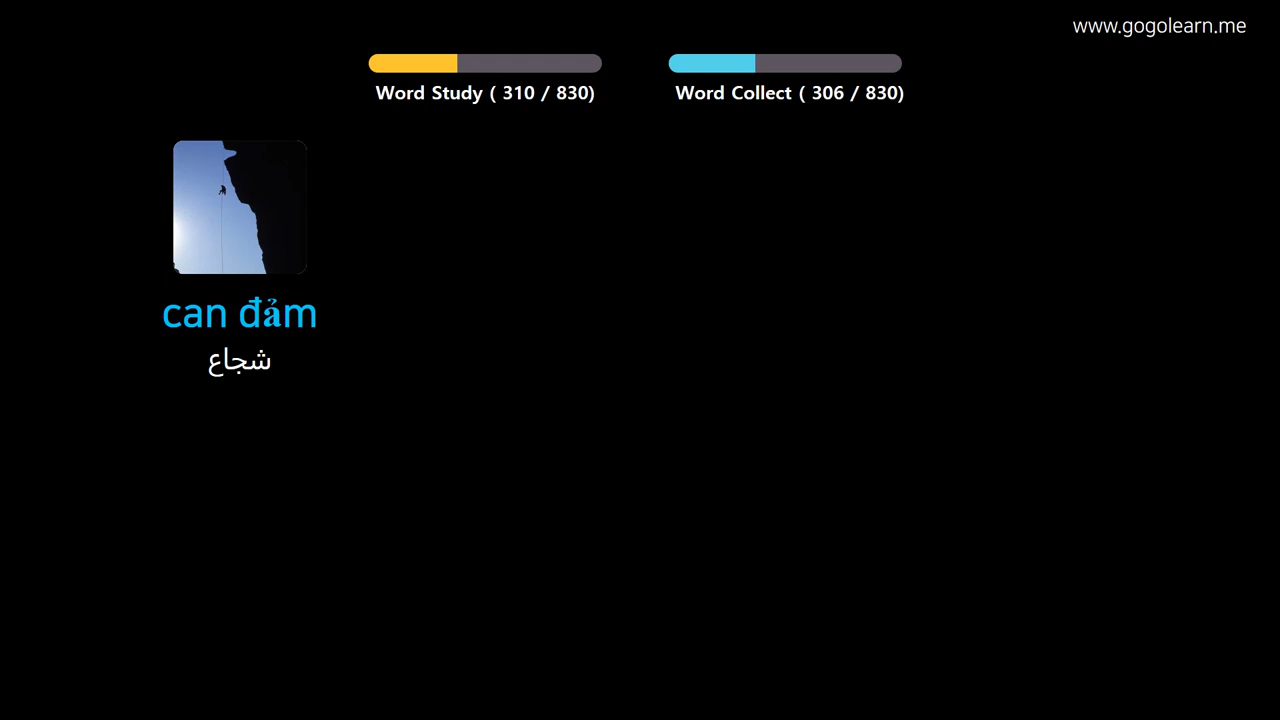 www.gogolearn.me
Word Study ( 310 / 830)
Word Collect ( 306 / 830)
can đảm
شجاع